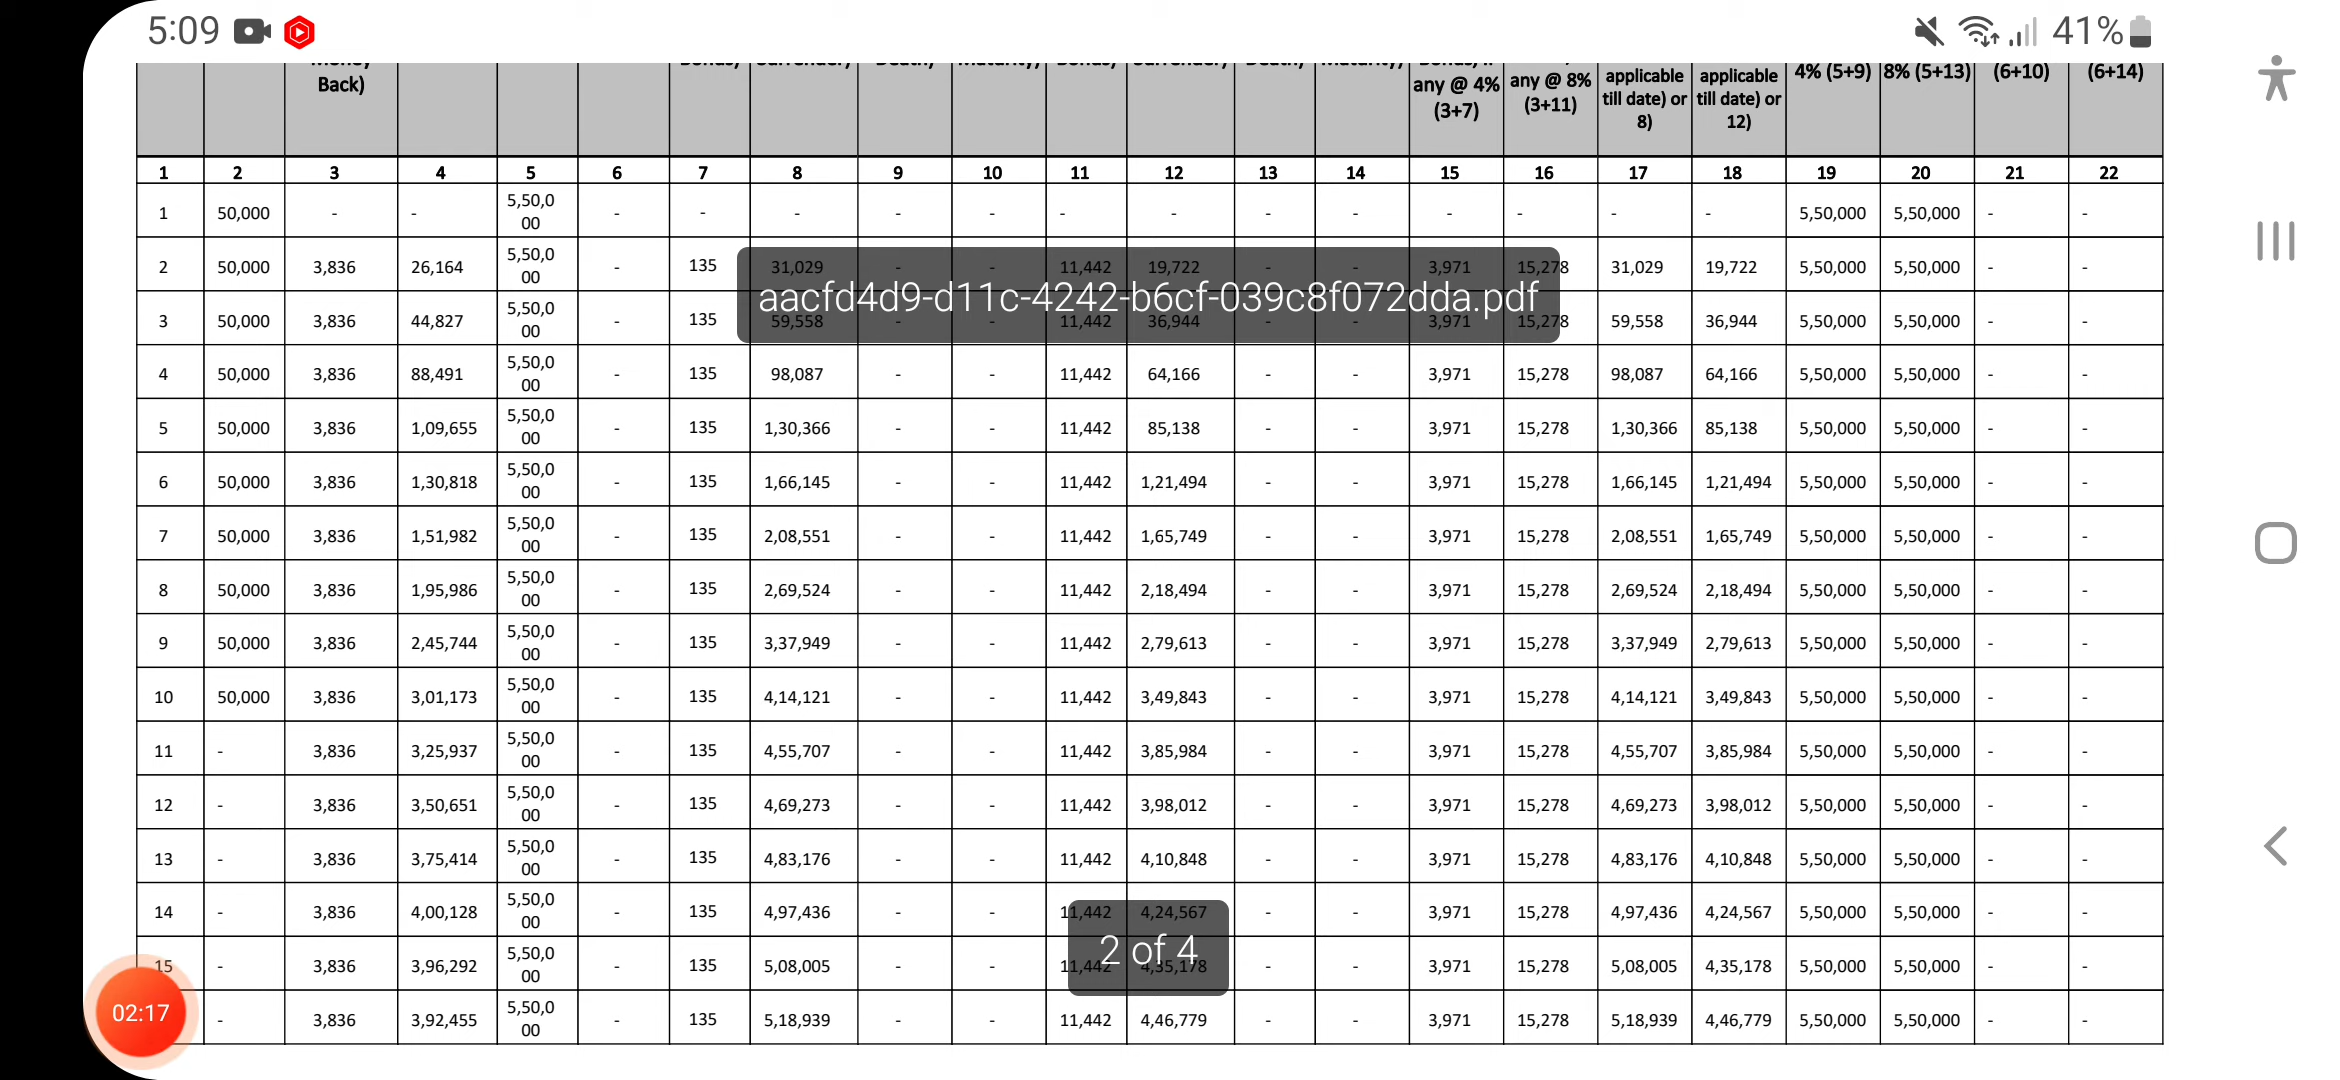 5:09
41%
Back)
any @ 4%
(3+7)
any @ 8%
(3+11)
applicable
till date) or
8)
applicable
till date) or
12)
4% (5+9)
8% (5+13)
(6+10)
(6+14)
1 2 3 4 5 6 7 8 9 10 11 12 13 14 15 16 17 18 19 20 21 22
1 50,000 - - 5,50,000 - - - - - - - - - - - - - 5,50,000 5,50,000 - -
2 50,000 3,836 26,164 5,50,000 - 135 31,029 - - 11,442 19,722 - - 3,971 15,278 31,029 19,722 5,50,000 5,50,000 - -
aacfd4d9-d11c-4242-b6cf-039c8f072dda.pdf
3 50,000 3,836 44,827 5,50,000 - 135 59,558 - - 11,442 36,944 - - 3,971 15,278 59,558 36,944 5,50,000 5,50,000 - -
4 50,000 3,836 88,491 5,50,000 - 135 98,087 - - 11,442 64,166 - - 3,971 15,278 98,087 64,166 5,50,000 5,50,000 - -
5 50,000 3,836 1,09,655 5,50,000 - 135 1,30,366 - - 11,442 85,138 - - 3,971 15,278 1,30,366 85,138 5,50,000 5,50,000 - -
6 50,000 3,836 1,30,818 5,50,000 - 135 1,66,145 - - 11,442 1,21,494 - - 3,971 15,278 1,66,145 1,21,494 5,50,000 5,50,000 - -
7 50,000 3,836 1,51,982 5,50,000 - 135 2,08,551 - - 11,442 1,65,749 - - 3,971 15,278 2,08,551 1,65,749 5,50,000 5,50,000 - -
8 50,000 3,836 1,95,986 5,50,000 - 135 2,69,524 - - 11,442 2,18,494 - - 3,971 15,278 2,69,524 2,18,494 5,50,000 5,50,000 - -
9 50,000 3,836 2,45,744 5,50,000 - 135 3,37,949 - - 11,442 2,79,613 - - 3,971 15,278 3,37,949 2,79,613 5,50,000 5,50,000 - -
10 50,000 3,836 3,01,173 5,50,000 - 135 4,14,121 - - 11,442 3,49,843 - - 3,971 15,278 4,14,121 3,49,843 5,50,000 5,50,000 - -
11 - 3,836 3,25,937 5,50,000 - 135 4,55,707 - - 11,442 3,85,984 - - 3,971 15,278 4,55,707 3,85,984 5,50,000 5,50,000 - -
12 - 3,836 3,50,651 5,50,000 - 135 4,69,273 - - 11,442 3,98,012 - - 3,971 15,278 4,69,273 3,98,012 5,50,000 5,50,000 - -
13 - 3,836 3,75,414 5,50,000 - 135 4,83,176 - - 11,442 4,10,848 - - 3,971 15,278 4,83,176 4,10,848 5,50,000 5,50,000 - -
14 - 3,836 4,00,128 5,50,000 - 135 4,97,436 - - 11,442 4,24,567 - - 3,971 15,278 4,97,436 4,24,567 5,50,000 5,50,000 - -
2 of 4
15 - 3,836 3,96,292 5,50,000 - 135 5,08,005 - - 11,442 4,35,178 - - 3,971 15,278 5,08,005 4,35,178 5,50,000 5,50,000 - -
02:17
- 3,836 3,92,455 5,50,000 - 135 5,18,939 - - 11,442 4,46,779 - - 3,971 15,278 5,18,939 4,46,779 5,50,000 5,50,000 - -